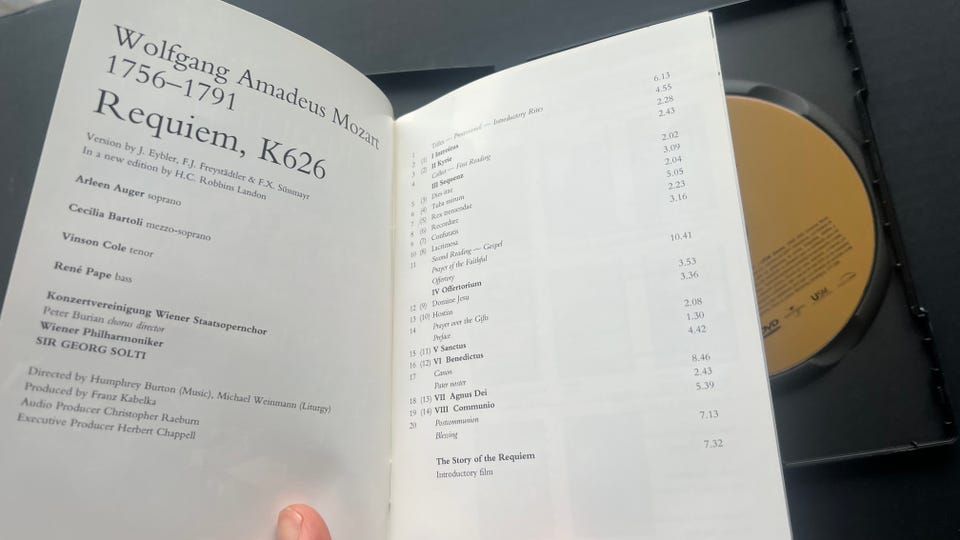 Wolfgang Amadeus Mozart
1756–1791
Requiem, K626
Version by J. Eybler, F.J. Freystädtler & F.X. Süssmayr
In a new edition by H.C. Robbins Landon
Arleen Auger soprano
Cecilia Bartoli mezzo-soprano
Vinson Cole tenor
René Pape bass
Konzertvereinigung Wiener Staatsopernchor
Peter Burian chorus director
Wiener Philharmoniker
SIR GEORG SOLTI
Directed by Humphrey Burton (Music), Michael Weinmann (Liturgy)
Produced by Franz Kabelka
Audio Producer Christopher Raeburn
Executive Producer Herbert Chappell
1 Titles — Processional — Introductory Rites 6.13
2 (1) I Introitus 4.55
3 (2) II Kyrie 2.28
4 Collect — First Reading 2.43
III Sequenz
5 (3) Dies irae 2.02
6 (4) Tuba mirum 3.09
7 (5) Rex tremendae 2.04
8 (6) Recordare 5.05
9 (7) Confutatis 2.23
10 (8) Lacrimosa 3.16
11 Second Reading — Gospel 10.41
Prayer of the Faithful
Offertory
IV Offertorium
12 (9) Domine Jesu 3.53
13 (10) Hostias 3.36
14 Prayer over the Gifts 2.08
Preface
15 (11) V Sanctus 1.30
16 (12) VI Benedictus 4.42
17 Canon 8.46
Pater noster
18 (13) VII Agnus Dei 2.43
19 (14) VIII Communio 5.39
20 Postcommunion 7.13
Blessing
The Story of the Requiem 7.32
Introductory film